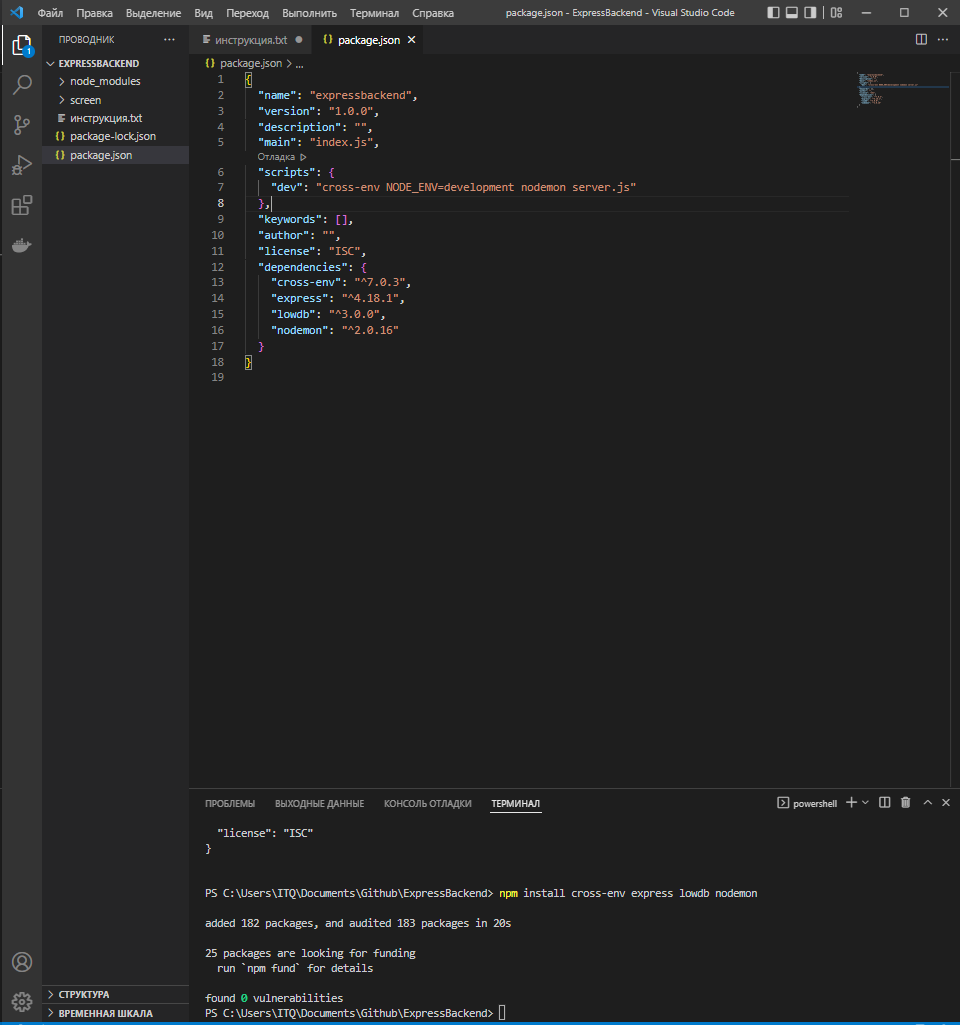 Файл Правка Выделение Вид Переход Выполнить Терминал Справка package.json - ExpressBackend - Visual Studio Code
ПРОВОДНИК ···
инструкция.txt package.json
1
EXPRESSBACKEND
node_modules
screen
инструкция.txt
package-lock.json
package.json
package.json > ...
1 {
2 "name": "expressbackend",
3 "version": "1.0.0",
4 "description": "",
5 "main": "index.js",
Отладка
6 "scripts": {
7 "dev": "cross-env NODE_ENV=development nodemon server.js"
8 },
9 "keywords": [],
10 "author": "",
11 "license": "ISC",
12 "dependencies": {
13 "cross-env": "^7.0.3",
14 "express": "^4.18.1",
15 "lowdb": "^3.0.0",
16 "nodemon": "^2.0.16"
17 }
18 }
19
ПРОБЛЕМЫ ВЫХОДНЫЕ ДАННЫЕ КОНСОЛЬ ОТЛАДКИ ТЕРМИНАЛ powershell
"license": "ISC"
}
PS C:\Users\ITQ\Documents\Github\ExpressBackend> npm install cross-env express lowdb nodemon
added 182 packages, and audited 183 packages in 20s
25 packages are looking for funding
run `npm fund` for details
found 0 vulnerabilities
PS C:\Users\ITQ\Documents\Github\ExpressBackend>
СТРУКТУРА
ВРЕМЕННАЯ ШКАЛА